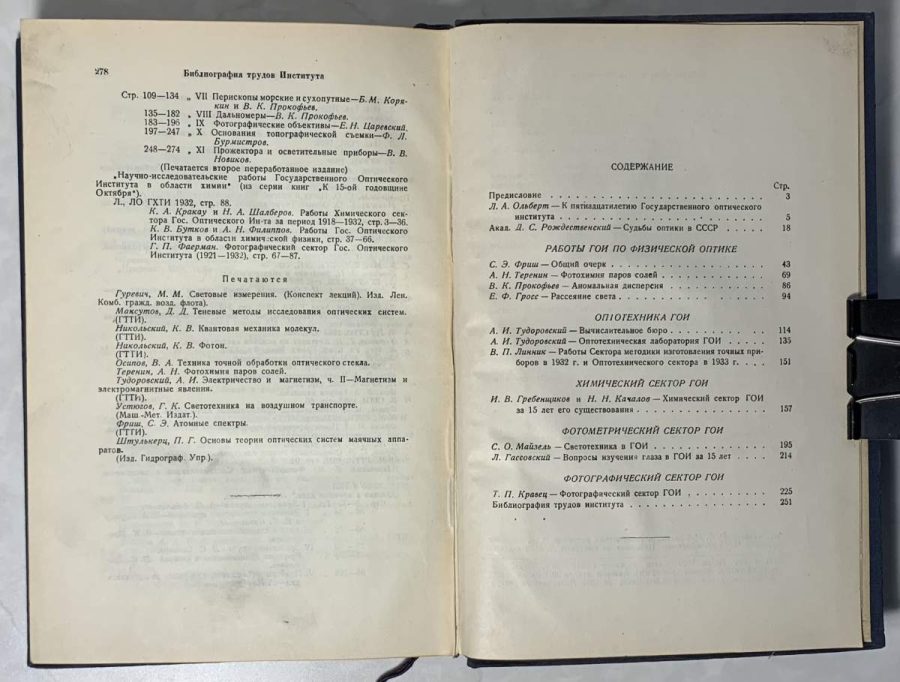 278
Библиография трудов Института
Стр. 109—134 „ VII Перископы морские и сухопутные—Б. М. Коря-
кин и В. К. Прокофьев.
135—182 „ VIII Дальномеры—В. К. Прокофьев.
183—196 „ IX Фотографические объективы—Е. Н. Царевский.
197—247 „ X Основания топографической съемки—Ф. Л.
Бурмистров.
248—274 „ XI Прожектора и осветительные приборы—В. В.
Новиков.
(Печатается второе переработанное издание)
„Научно-исследовательские работы Государственного Оптического
Института в области химии“ (из серии книг „К 15-ой годовщине
Октября“).
Л., ЛО ГХТИ 1932, стр. 88.
К. А. Кракау и Н. А. Шалберов. Работы Химического сек-
тора Гос. Оптического Ин-та за период 1918—1932, стр. 3—36.
К. В. Бутков и А. Н. Филиппов. Работы Гос. Оптического
Института в области химической физики, стр. 37—66.
Г. П. Фаерман. Фотографический сектор Гос. Оптического
Института (1921—1932), стр. 67—87.
Печатаются
Гуревич, М. М. Световые измерения. (Конспект лекций). Изд. Лен.
Комб. гражд. возд. флота).
Максутов, Д. Д. Теневые методы исследования оптических систем.
(ГТТИ).
Никольский, К. В. Квантовая механика молекул.
(ГТТИ).
Никольский, К. В. Фотон.
(ГТТИ).
Осипов, В. А. Техника точной обработки оптического стекла.
Теренин, А. Н. Фотохимия паров солей.
Тудоровский, А. И. Электричество и магнетизм, ч. II—Магнетизм и
электромагнитные явления.
(ГТТИ).
Устюгов, Г. К. Светотехника на воздушном транспорте.
(Маш.-Мет. Издат.).
Фриш, С. Э. Атомные спектры.
(ГТТИ).
Штулькерц, П. Г. Основы теории оптических систем маячных аппа-
ратов.
(Изд. Гидрограф. Упр.).
СОДЕРЖАНИЕ
Стр.
Предисловие . . . . . . . . . . . . . . . . . . . . 3
Л. А. Ольберт — К пятнадцатилетию Государственного оптического
института . . . . . . . . . . . . . . . . . . . . 5
Акад. Д. С. Рождественский — Судьбы оптики в СССР . . . . . 18
РАБОТЫ ГОИ ПО ФИЗИЧЕСКОЙ ОПТИКЕ
С. Э. Фриш — Общий очерк . . . . . . . . . . . . . . . 43
А. Н. Теренин — Фотохимия паров солей . . . . . . . . . . 69
В. К. Прокофьев — Аномальная дисперсия . . . . . . . . . . 86
Е. Ф. Гросс — Рассеяние света . . . . . . . . . . . . . . 94
ОПТОТЕХНИКА ГОИ
А. И. Тудоровский — Вычислительное бюро . . . . . . . . . 114
А. И. Тудоровский — Оптотехническая лаборатория ГОИ . . . . . 135
В. П. Линник — Работы Сектора методики изготовления точных при-
боров в 1932 г. и Оптотехнического сектора в 1933 г. . . . 151
ХИМИЧЕСКИЙ СЕКТОР ГОИ
И. В. Гребенщиков и Н. Н. Качалов — Химический сектор ГОИ
за 15 лет его существования . . . . . . . . . . . . . . 157
ФОТОМЕТРИЧЕСКИЙ СЕКТОР ГОИ
С. О. Майзель — Светотехника в ГОИ . . . . . . . . . . . . 195
Л. Гассовский — Вопросы изучения глаза в ГОИ за 15 лет . . . . 214
ФОТОГРАФИЧЕСКИЙ СЕКТОР ГОИ
Т. П. Кравец — Фотографический сектор ГОИ . . . . . . . . . 225
Библиография трудов института . . . . . . . . . . . . . . 251